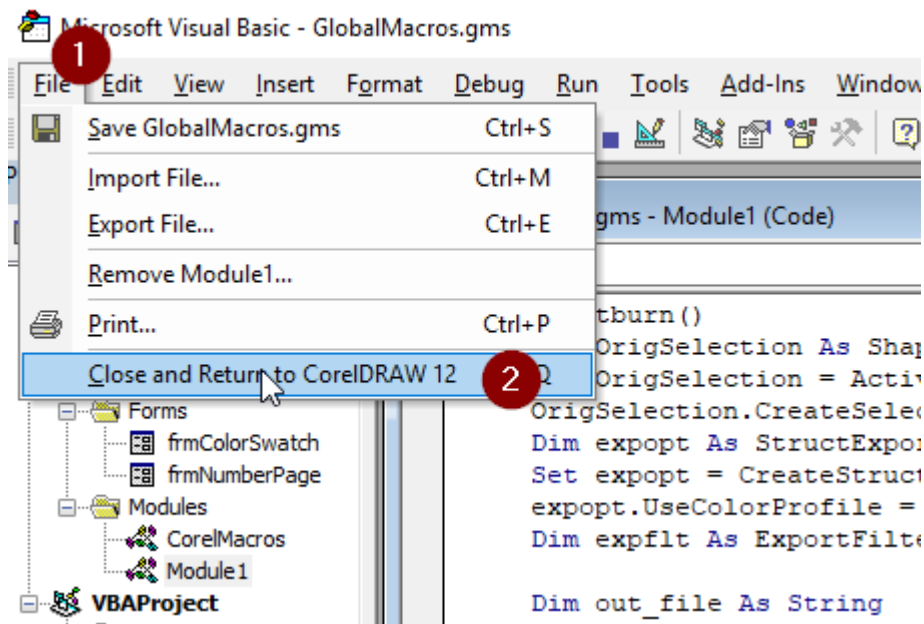 Microsoft Visual Basic - GlobalMacros.gms
1
File Edit View Insert Format Debug Run Tools Add-Ins Window
Save GlobalMacros.gms Ctrl+S
Import File... Ctrl+M
Export File... Ctrl+E
gms - Module1 (Code)
Remove Module1...
Print... Ctrl+P
Close and Return to CorelDRAW 12 2 Q
Forms
frmColorSwatch
frmNumberPage
Modules
CorelMacros
Module1
VBAProject
tburn()
OrigSelection As Shap
OrigSelection = Activ
OrigSelection.CreateSelec
Dim expopt As StructExpor
Set expopt = CreateStruct
expopt.UseColorProfile =
Dim expflt As ExportFilte
Dim out_file As String